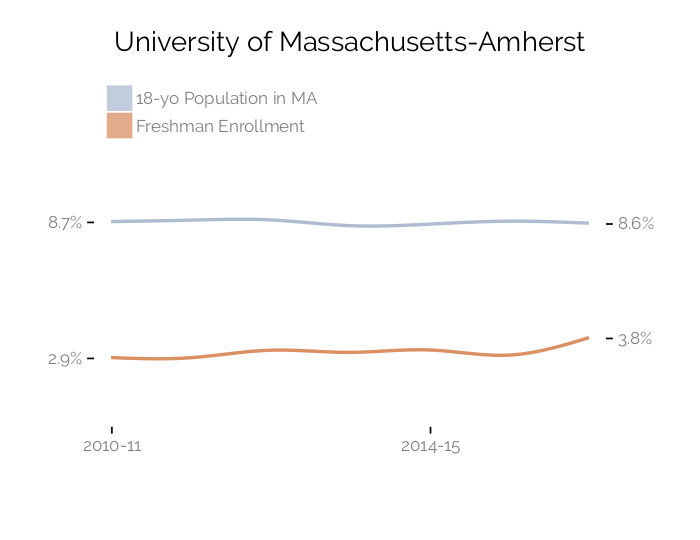 University of Massachusetts-Amherst
18-yo Population in MA
Freshman Enrollment
8.7%
8.6%
3.8%
2.9%
2010-11
2014-15